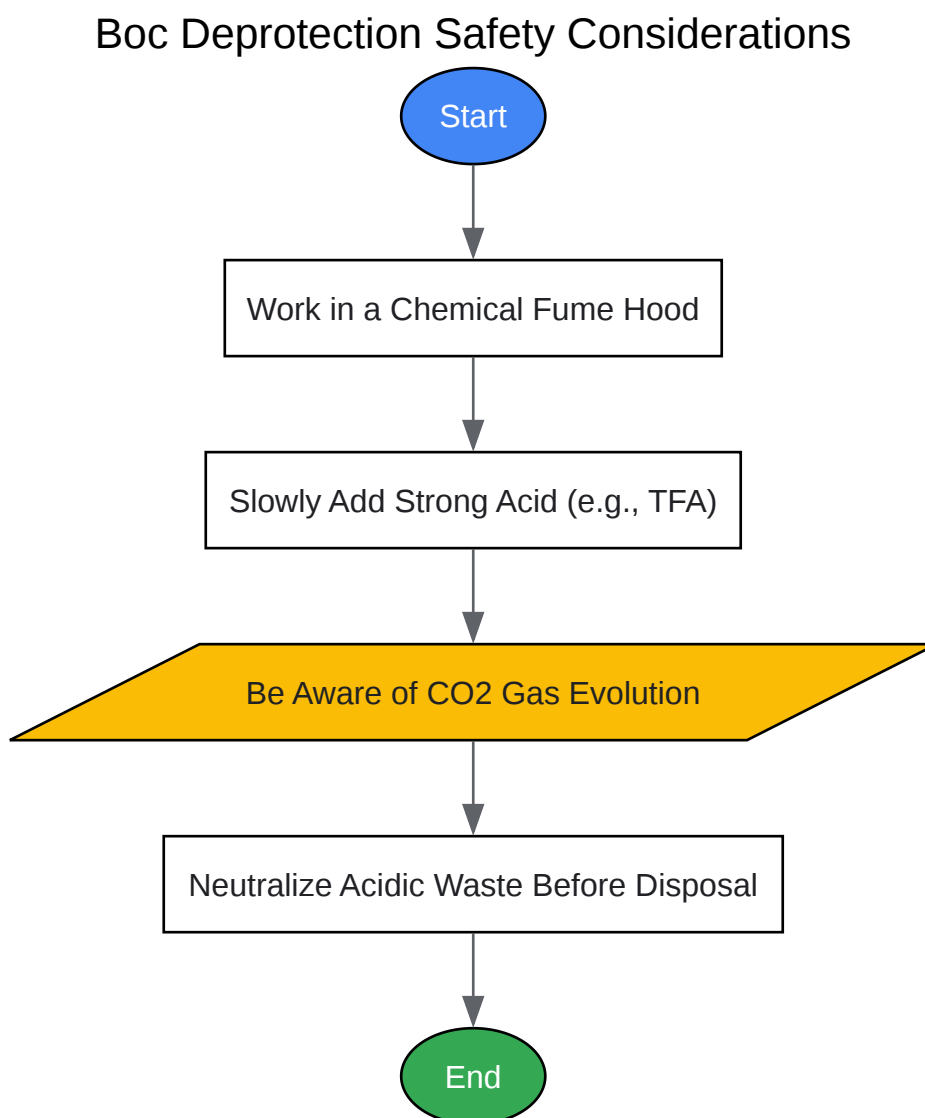 Boc Deprotection Safety Considerations
Start
Work in a Chemical Fume Hood
Slowly Add Strong Acid (e.g., TFA)
Be Aware of CO2 Gas Evolution
Neutralize Acidic Waste Before Disposal
End